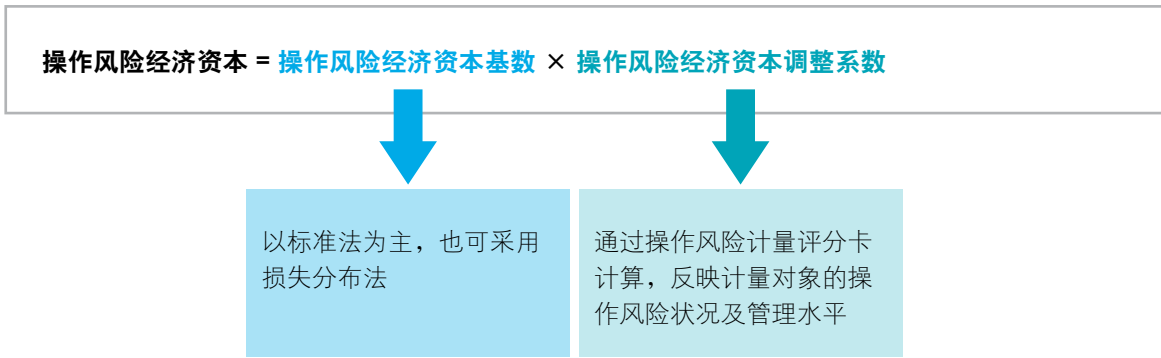 操作风险经济资本 = 操作风险经济资本基数 × 操作风险经济资本调整系数
以标准法为主，也可采用
损失分布法
通过操作风险计量评分卡
计算，反映计量对象的操
作风险状况及管理水平